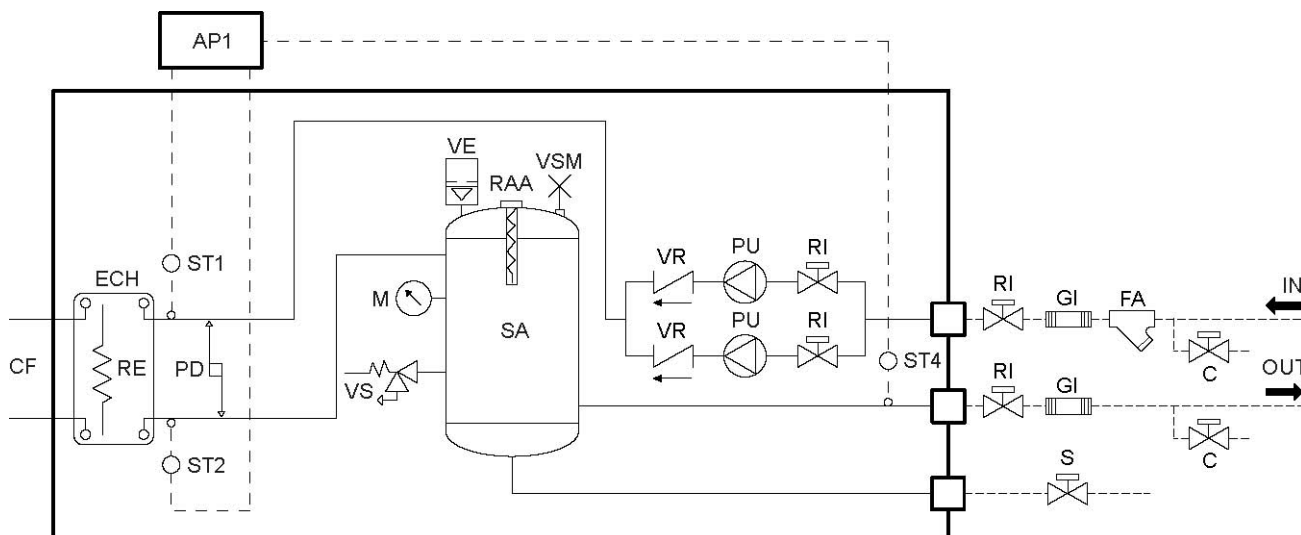 AP1
VE
VSM
RAA
ST1
VR
PU
RI
ECH
M
SA
RI
GI
FA
IN
CF
RE
PD
VR
PU
RI
ST4
C
VS
RI
GI
OUT
ST2
S
C